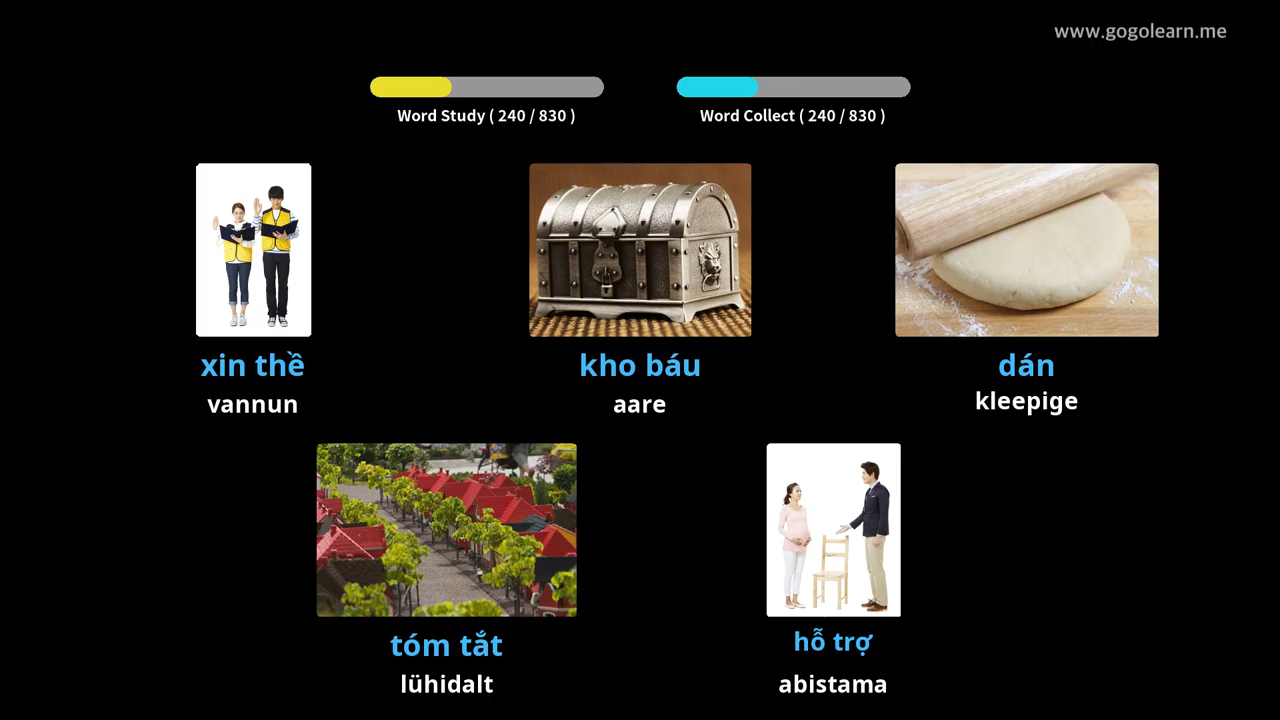 www.gogolearn.me
Word Study ( 240 / 830 )
Word Collect ( 240 / 830 )
xin thề
vannun
kho báu
aare
dán
kleepige
tóm tắt
lühidalt
hỗ trợ
abistama